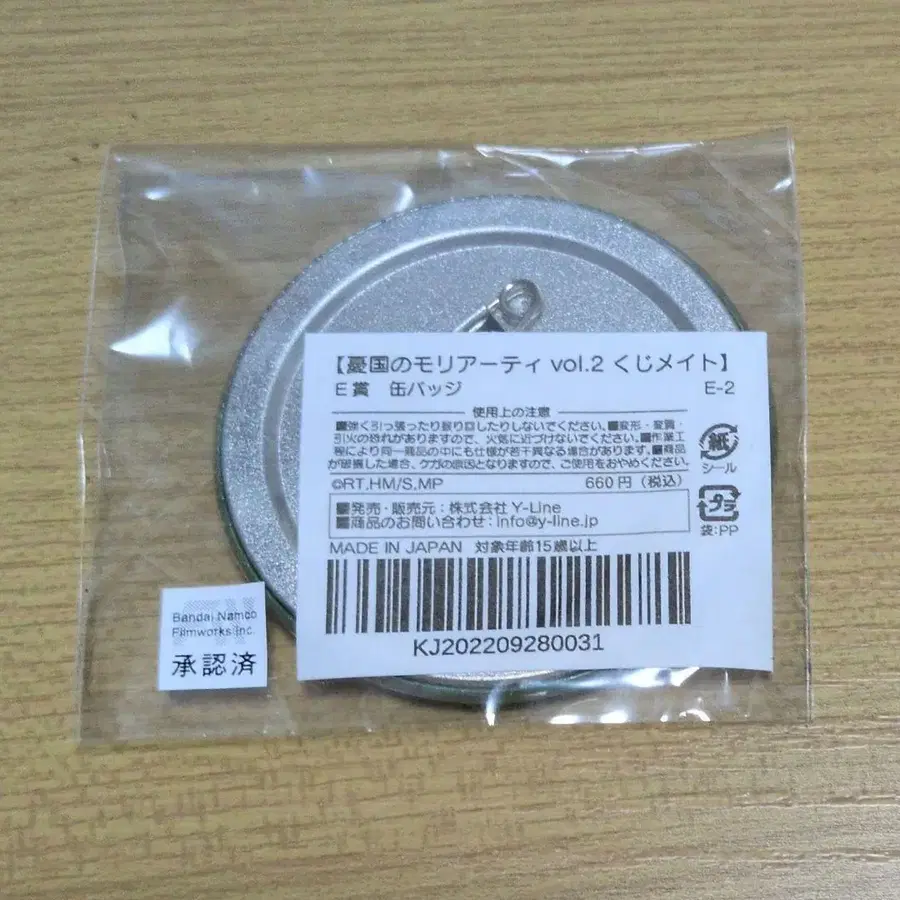 【憂国のモリアーティ vol.2 くじメイト】
E賞 缶バッジ E-2
使用上の注意
■強く引っ張ったり振り回したりしないでください。■変形・変質・
引火の恐れがありますので、火気に近づけないでください。■作業工
程により同一商品の中にも仕様が若干異なる場合があります。■商品
が破損した場合、ケガの原因となりますので、ご使用をおやめください。
©RT.HM/S.MP 660円（税込）
■発売・販売元：株式会社 Y-Line
■商品のお問い合わせ：info@y-line.jp
MADE IN JAPAN 対象年齢15歳以上
KJ202209280031
紙
シール
プラ
袋:PP
Bandai Namco
Filmworks Inc.
承認済